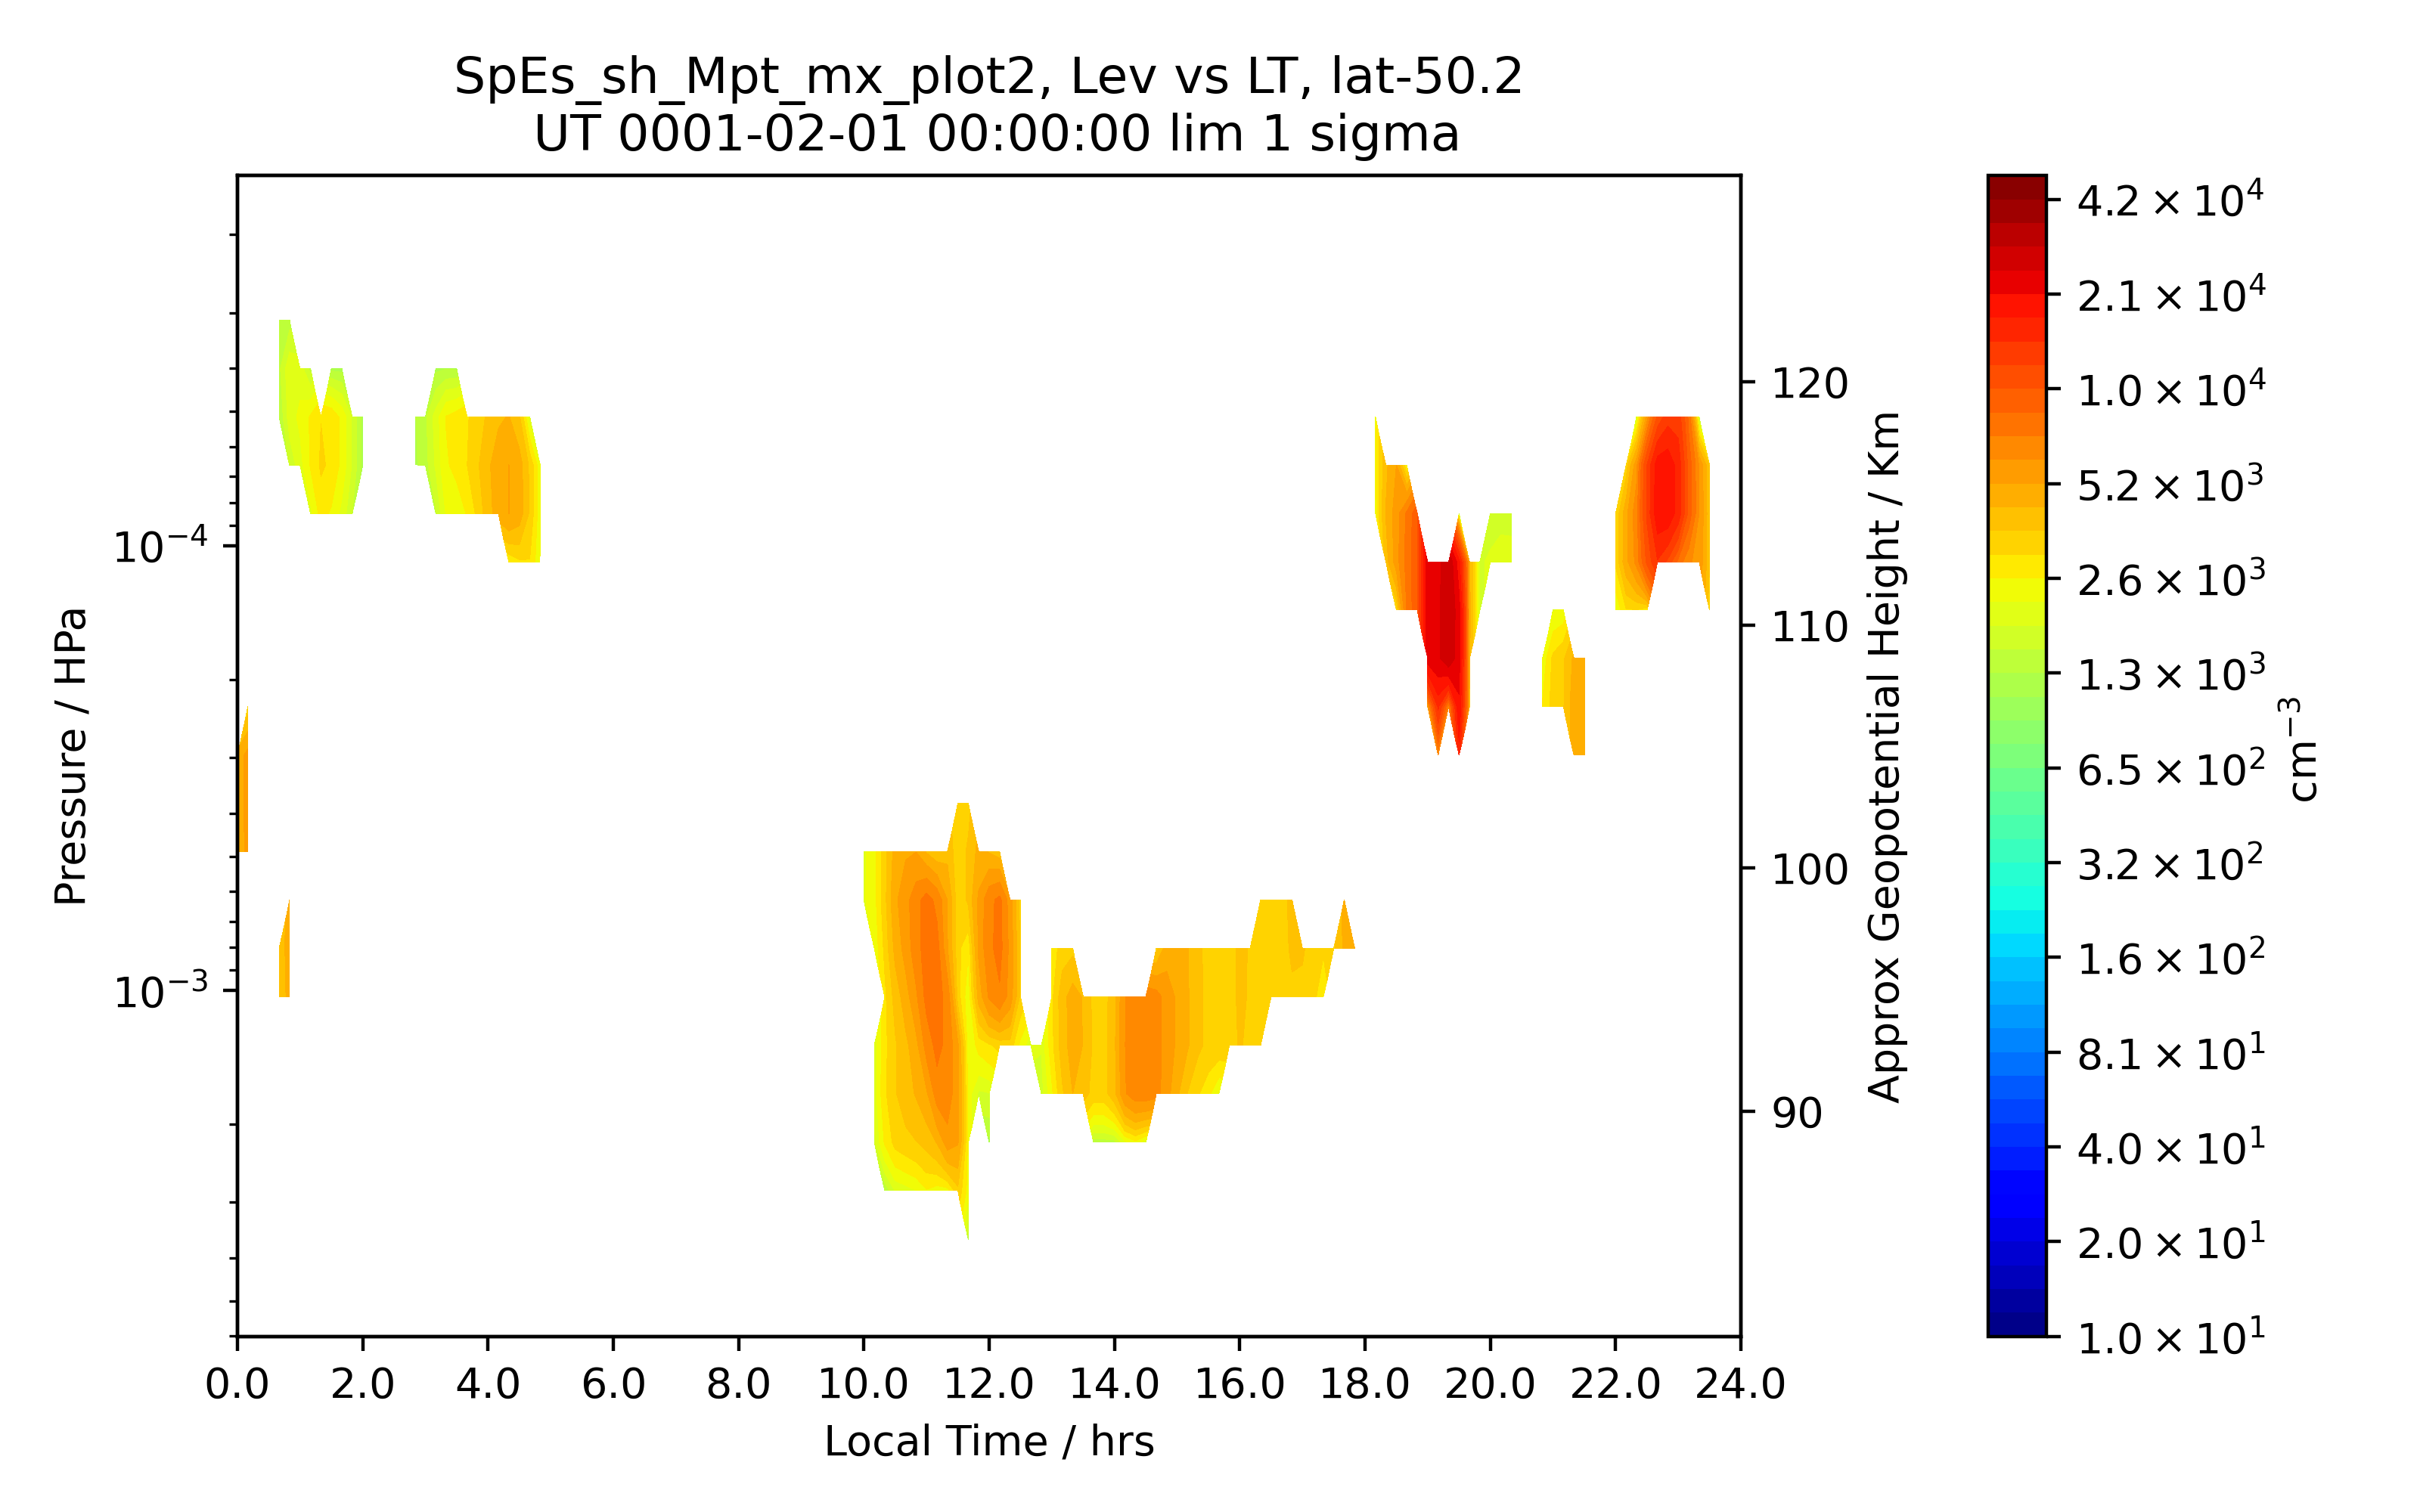 SpEs_sh_Mpt_mx_plot2, Lev vs LT, lat-50.2
UT 0001-02-01 00:00:00 lim 1 sigma
Pressure / HPa
10⁻⁴
10⁻³
0.0 2.0 4.0 6.0 8.0 10.0 12.0 14.0 16.0 18.0 20.0 22.0 24.0
Local Time / hrs
120
110
100
90
Approx Geopotential Height / Km
4.2 × 10⁴
2.1 × 10⁴
1.0 × 10⁴
5.2 × 10³
2.6 × 10³
1.3 × 10³
6.5 × 10²
3.2 × 10²
1.6 × 10²
8.1 × 10¹
4.0 × 10¹
2.0 × 10¹
1.0 × 10¹
cm⁻³